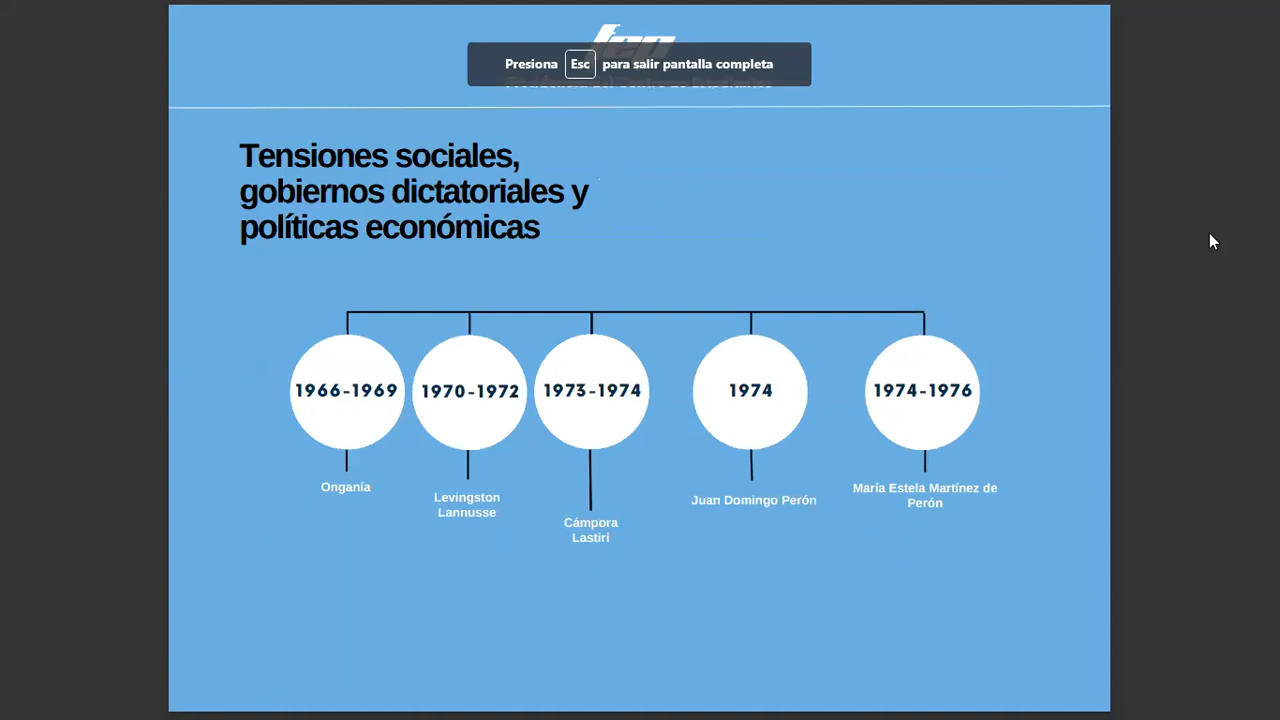 Presiona Esc para salir pantalla completa
Tensiones sociales,
gobiernos dictatoriales y
políticas económicas
1966-1969
1970-1972
1973-1974
1974
1974-1976
Onganía
Levingston
Lannusse
Cámpora
Lastiri
Juan Domingo Perón
María Estela Martínez de
Perón